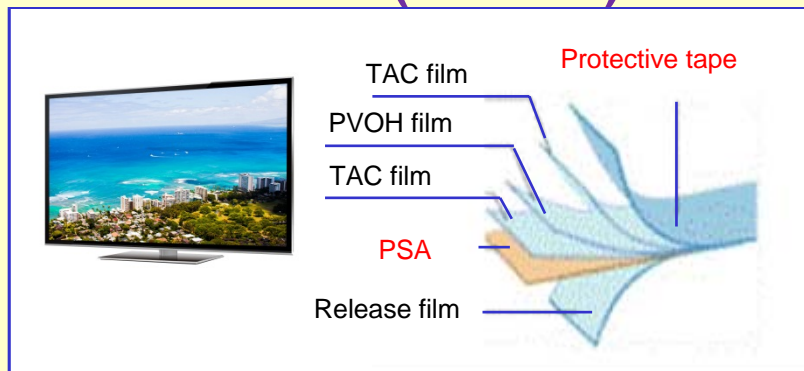 Protective tape
TAC film
PVOH film
TAC film
PSA
Release film